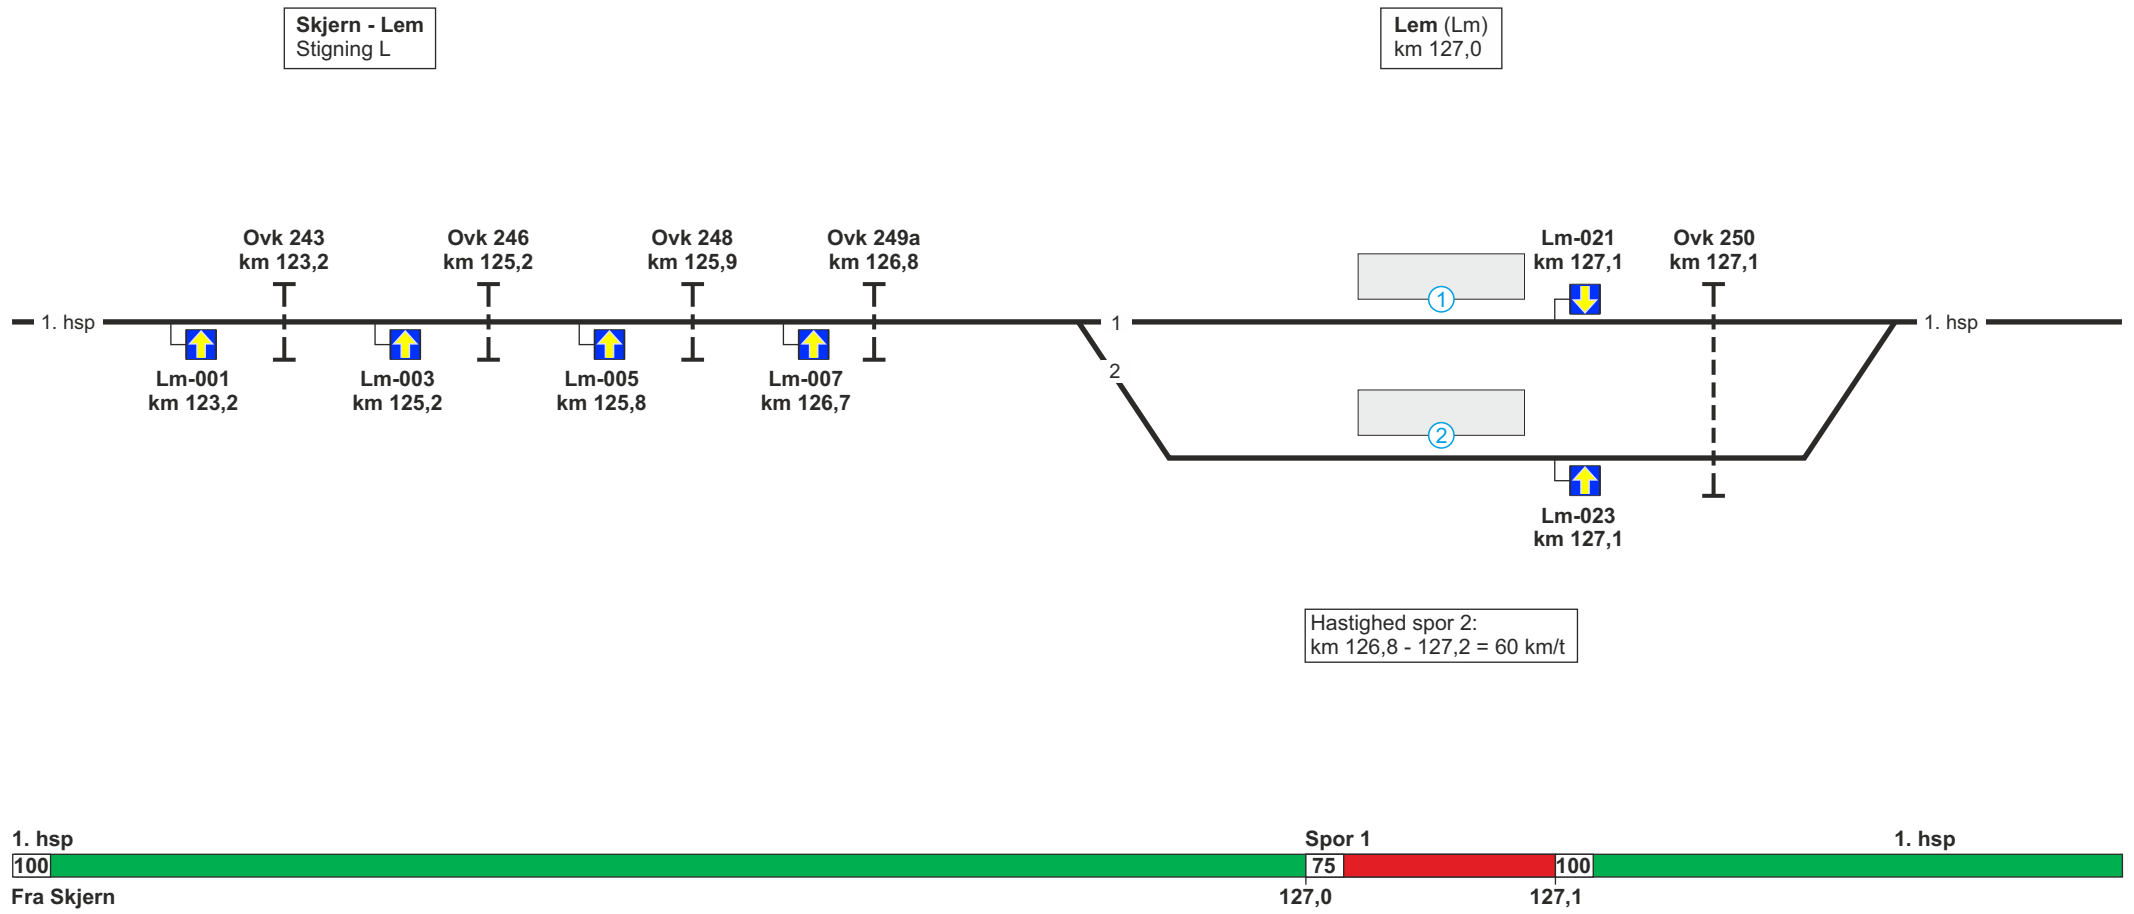 Skjern - Lem
Stigning L
Lem (Lm)
km 127,0
Ovk 243
km 123,2
Ovk 246
km 125,2
Ovk 248
km 125,9
Ovk 249a
km 126,8
Lm-021
km 127,1
Ovk 250
km 127,1
1. hsp
1
1
1. hsp
Lm-001
km 123,2
Lm-003
km 125,2
Lm-005
km 125,8
Lm-007
km 126,7
2
2
Lm-023
km 127,1
Hastighed spor 2:
km 126,8 - 127,2 = 60 km/t
1. hsp
Spor 1
1. hsp
100
75
100
Fra Skjern
127,0
127,1